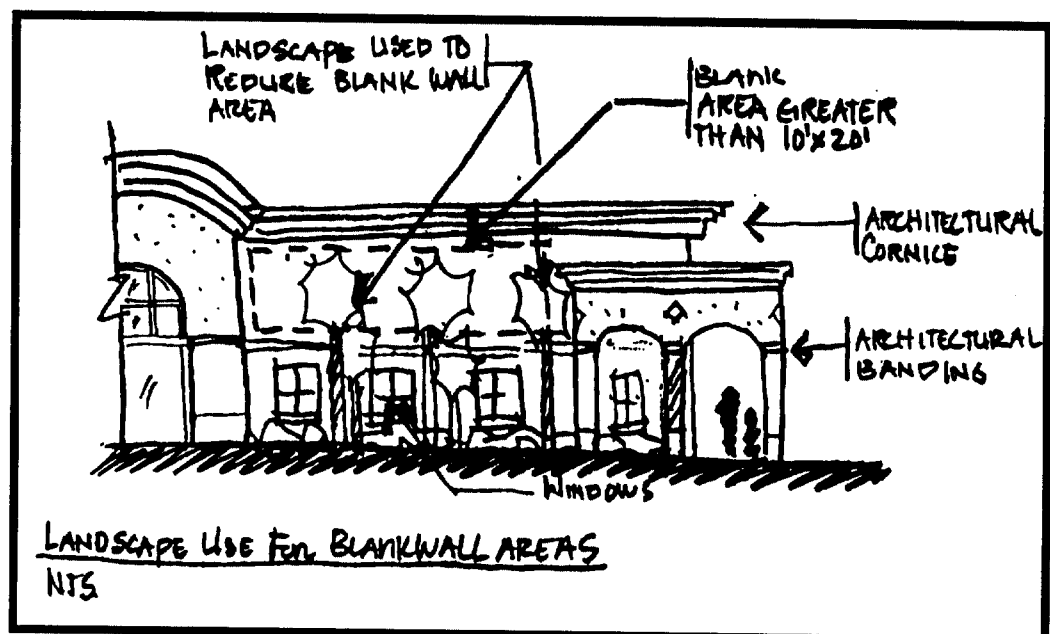 LANDSCAPE USED TO
REDUCE BLANK WALL
AREA
BLANK
AREA GREATER
THAN 10'X20'
ARCHITECTURAL
CORNICE
ARCHITECTURAL
BANDING
WINDOWS
LANDSCAPE USE FOR BLANKWALL AREAS
NTS